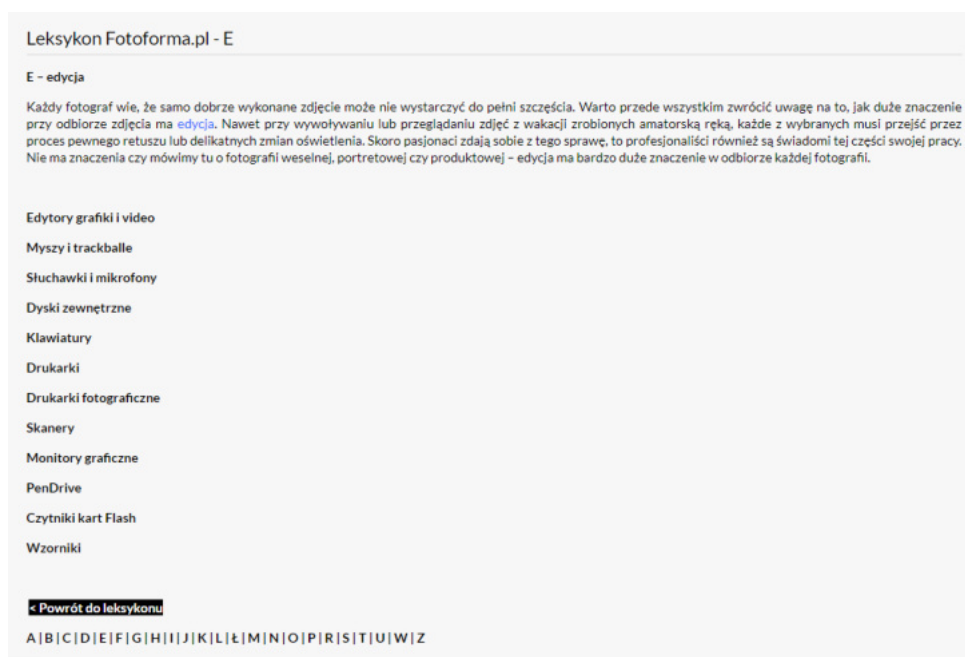 Leksykon Fotoforma.pl - E
E – edycja
Każdy fotograf wie, że samo dobrze wykonane zdjęcie może nie wystarczyć do pełni szczęścia. Warto przede wszystkim zwrócić uwagę na to, jak duże znaczenie
przy odbiorze zdjęcia ma edycja. Nawet przy wywoływaniu lub przeglądaniu zdjęć z wakacji zrobionych amatorską ręką, każde z wybranych musi przejść przez
proces pewnego retuszu lub delikatnych zmian oświetlenia. Skoro pasjonaci zdają sobie z tego sprawę, to profesjonaliści również są świadomi tej części swojej pracy.
Nie ma znaczenia czy mówimy tu o fotografii weselnej, portretowej czy produktowej – edycja ma bardzo duże znaczenie w odbiorze każdej fotografii.
Edytory grafiki i video
Myszy i trackballe
Słuchawki i mikrofony
Dyski zewnętrzne
Klawiatury
Drukarki
Drukarki fotograficzne
Skanery
Monitory graficzne
PenDrive
Czytniki kart Flash
Wzorniki
< Powrót do leksykonu
A|B|C|D|E|F|G|H|I|J|K|L|Ł|M|N|O|P|R|S|T|U|W|Z